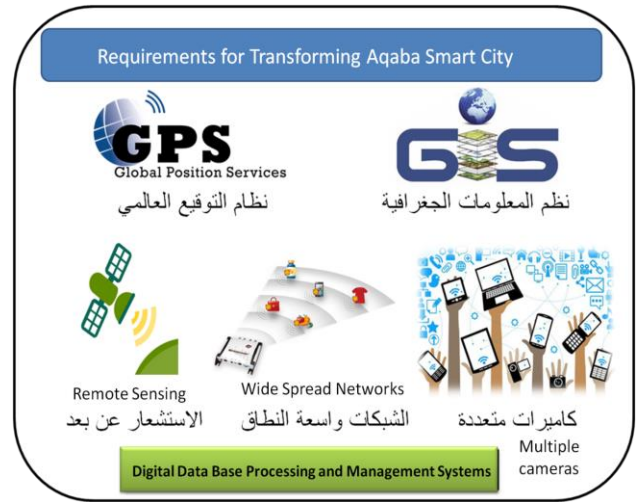 Requirements for Transforming Aqaba Smart City
GPS
Global Position Services
نظام التوقيع العالمي
GIS
نظم المعلومات الجغرافية
Remote Sensing
الاستشعار عن بعد
Wide Spread Networks
الشبكات واسعة النطاق
كاميرات متعددة
Multiple
cameras
Digital Data Base Processing and Management Systems